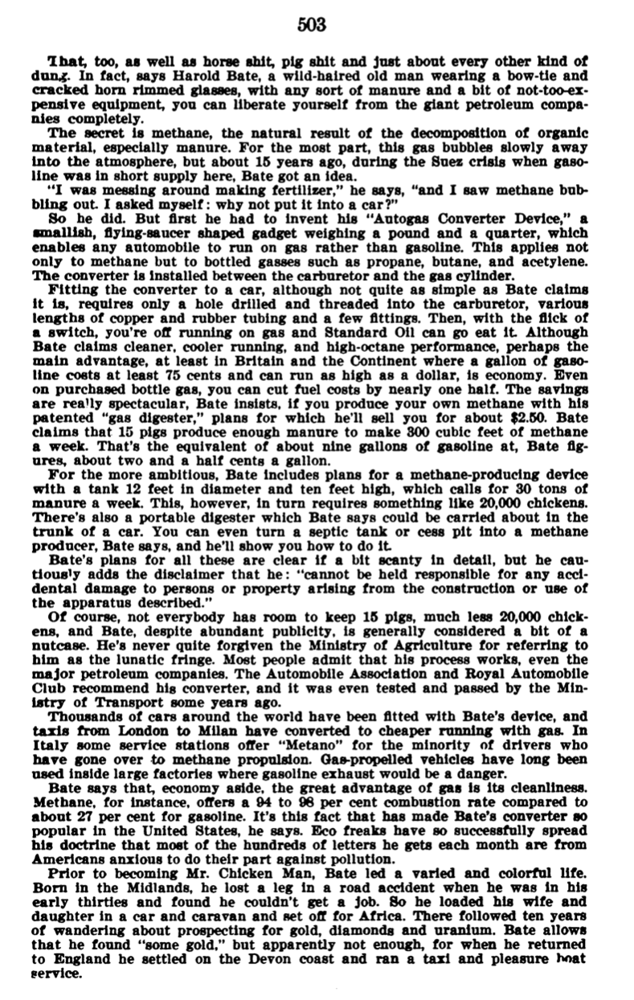 503
That, too, as well as horse shit, pig shit and just about every other kind of
dung. In fact, says Harold Bate, a wild-haired old man wearing a bow-tie and
cracked horn rimmed glasses, with any sort of manure and a bit of not-too-ex-
pensive equipment, you can liberate yourself from the giant petroleum compa-
nies completely.
The secret is methane, the natural result of the decomposition of organic
material, especially manure. For the most part, this gas bubbles slowly away
into the atmosphere, but about 15 years ago, during the Suez crisis when gaso-
line was in short supply here, Bate got an idea.
"I was messing around making fertilizer," he says, "and I saw methane bub-
bling out. I asked myself: why not put it into a car?"
So he did. But first he had to invent his "Autogas Converter Device," a
smallish, flying-saucer shaped gadget weighing a pound and a quarter, which
enables any automobile to run on gas rather than gasoline. This applies not
only to methane but to bottled gasses such as propane, butane, and acetylene.
The converter is installed between the carburetor and the gas cylinder.
Fitting the converter to a car, although not quite as simple as Bate claims
it is, requires only a hole drilled and threaded into the carburetor, various
lengths of copper and rubber tubing and a few fittings. Then, with the flick of
a switch, you're off running on gas and Standard Oil can go eat it. Although
Bate claims cleaner, cooler running, and high-octane performance, perhaps the
main advantage, at least in Britain and the Continent where a gallon of gaso-
line costs at least 75 cents and can run as high as a dollar, is economy. Even
on purchased bottle gas, you can cut fuel costs by nearly one half. The savings
are really spectacular, Bate insists, if you produce your own methane with his
patented "gas digester," plans for which he'll sell you for about $2.50. Bate
claims that 15 pigs produce enough manure to make 300 cubic feet of methane
a week. That's the equivalent of about nine gallons of gasoline at, Bate fig-
ures, about two and a half cents a gallon.
For the more ambitious, Bate includes plans for a methane-producing device
with a tank 12 feet in diameter and ten feet high, which calls for 30 tons of
manure a week. This, however, in turn requires something like 20,000 chickens.
There's also a portable digester which Bate says could be carried about in the
trunk of a car. You can even turn a septic tank or cess pit into a methane
producer, Bate says, and he'll show you how to do it.
Bate's plans for all these are clear if a bit scanty in detail, but he cau-
tiously adds the disclaimer that he: "cannot be held responsible for any acci-
dental damage to persons or property arising from the construction or use of
the apparatus described."
Of course, not everybody has room to keep 15 pigs, much less 20,000 chick-
ens, and Bate, despite abundant publicity, is generally considered a bit of a
nutcase. He's never quite forgiven the Ministry of Agriculture for referring to
him as the lunatic fringe. Most people admit that his process works, even the
major petroleum companies. The Automobile Association and Royal Automobile
Club recommend his converter, and it was even tested and passed by the Min-
istry of Transport some years ago.
Thousands of cars around the world have been fitted with Bate's device, and
taxis from London to Milan have converted to cheaper running with gas. In
Italy some service stations offer "Metano" for the minority of drivers who
have gone over to methane propulsion. Gas-propelled vehicles have long been
used inside large factories where gasoline exhaust would be a danger.
Bate says that, economy aside, the great advantage of gas is its cleanliness.
Methane, for instance, offers a 94 to 98 per cent combustion rate compared to
about 27 per cent for gasoline. It's this fact that has made Bate's converter so
popular in the United States, he says. Eco freaks have so successfully spread
his doctrine that most of the hundreds of letters he gets each month are from
Americans anxious to do their part against pollution.
Prior to becoming Mr. Chicken Man, Bate led a varied and colorful life.
Born in the Midlands, he lost a leg in a road accident when he was in his
early thirties and found he couldn't get a job. So he loaded his wife and
daughter in a car and caravan and set off for Africa. There followed ten years
of wandering about prospecting for gold, diamonds and uranium. Bate allows
that he found "some gold," but apparently not enough, for when he returned
to England he settled on the Devon coast and ran a taxi and pleasure boat
service.